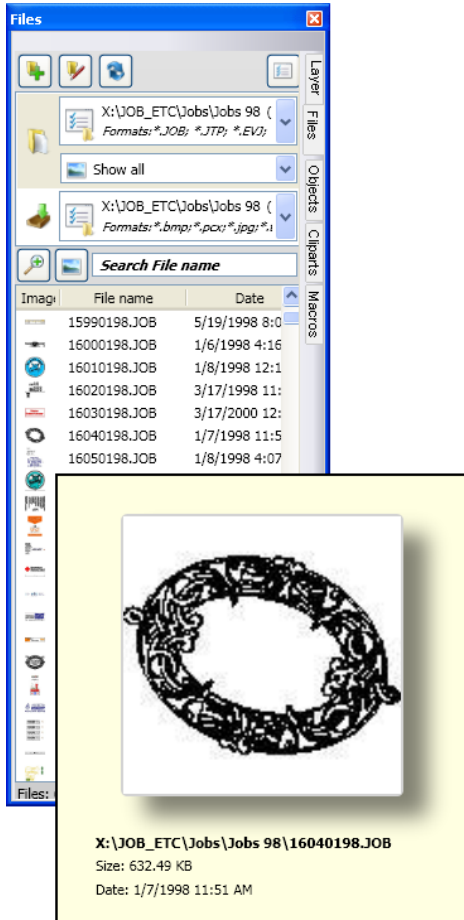 Files
Layer
Files
Objects
Cliparts
Macros
X:\JOB_ETC\Jobs\Jobs 98 (
Formats:*.JOB; *.JTP; *.EVJ;
Show all
X:\JOB_ETC\Jobs\Jobs 98 (
Formats:*.bmp;*.pcx;*.jpg;*.
Search File name
Image File name Date
15990198.JOB 5/19/1998 8:0
16000198.JOB 1/6/1998 4:16
16010198.JOB 1/8/1998 12:1
16020198.JOB 3/17/1998 11:
16030198.JOB 3/17/2000 12:
16040198.JOB 1/7/1998 11:5
16050198.JOB 1/8/1998 4:07
Files:
X:\JOB_ETC\Jobs\Jobs 98\16040198.JOB
Size: 632.49 KB
Date: 1/7/1998 11:51 AM